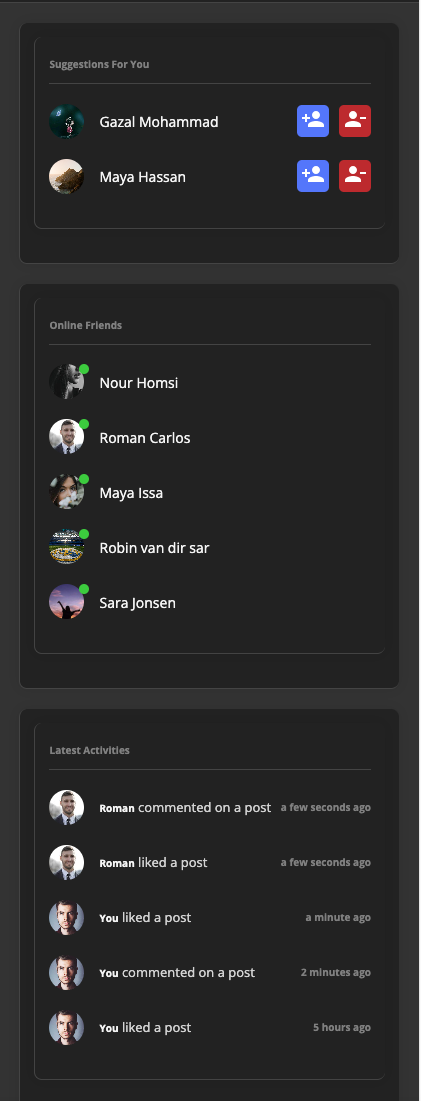 Suggestions For You
Gazal Mohammad
Maya Hassan
Online Friends
Nour Homsi
Roman Carlos
Maya Issa
Robin van dir sar
Sara Jonsen
Latest Activities
Roman commented on a post a few seconds ago
Roman liked a post a few seconds ago
You liked a post a minute ago
You commented on a post 2 minutes ago
You liked a post 5 hours ago